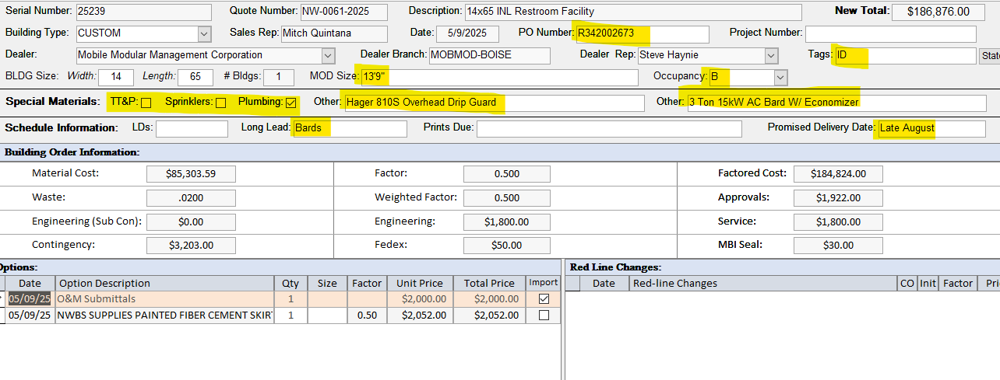 Serial Number: 25239 Quote Number: NW-0061-2025 Description: 14x65 INL Restroom Facility New Total: $186,876.00
Building Type: CUSTOM Sales Rep: Mitch Quintana Date: 5/9/2025 PO Number: R342002673 Project Number:
Dealer: Mobile Modular Management Corporation Dealer Branch: MOBMOD-BOISE Dealer Rep: Steve Haynie Tags: ID State
BLDG Size: Width: 14 Length: 65 # Bldgs: 1 MOD Size: 13'9" Occupancy: B
Special Materials: TT&P: Sprinklers: Plumbing: Other: Hager 810S Overhead Drip Guard Other: 3 Ton 15kW AC Bard W/ Economizer
Schedule Information: LDs: Long Lead: Bards Prints Due: Promised Delivery Date: Late August
Building Order Information:
Material Cost: $85,303.59 Factor: 0.500 Factored Cost: $184,824.00
Waste: .0200 Weighted Factor: 0.500 Approvals: $1,922.00
Engineering (Sub Con): $0.00 Engineering: $1,800.00 Service: $1,800.00
Contingency: $3,203.00 Fedex: $50.00 MBI Seal: $30.00
Options: Red Line Changes:
Date Option Description Qty Size Factor Unit Price Total Price Import Date Red-line Changes CO Init Factor Pri
05/09/25 O&M Submittals 1 $2,000.00 $2,000.00
05/09/25 NWBS SUPPLIES PAINTED FIBER CEMENT SKIRT 1 0.50 $2,052.00 $2,052.00